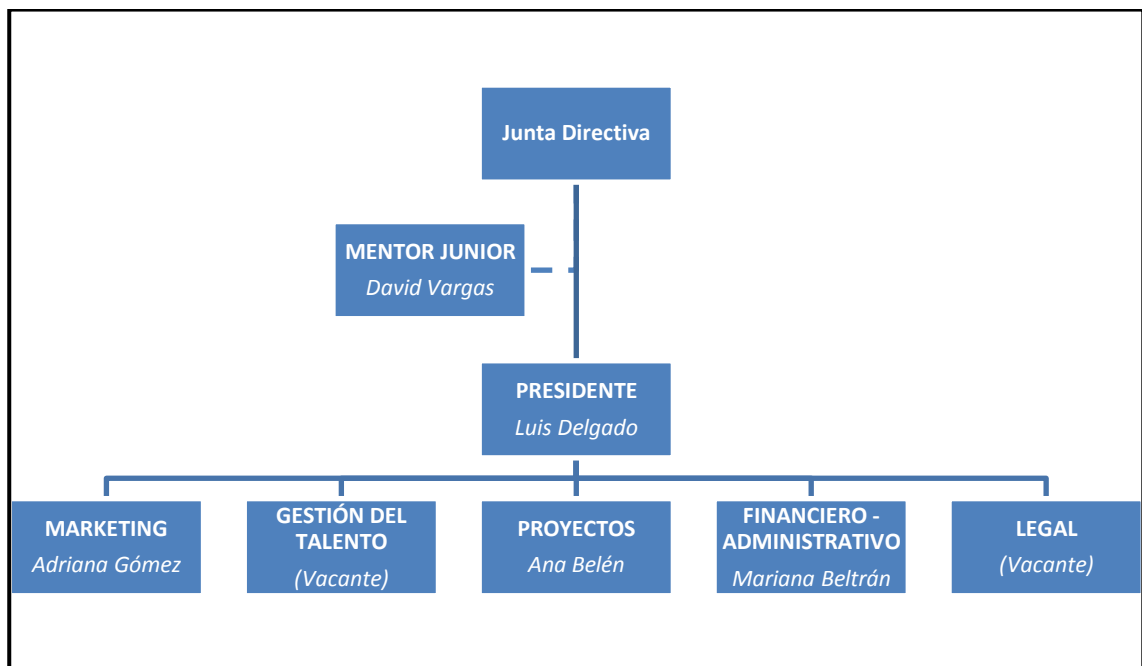 Junta Directiva
MENTOR JUNIOR
David Vargas
PRESIDENTE
Luis Delgado
MARKETING
Adriana Gómez
GESTIÓN DEL
TALENTO
(Vacante)
PROYECTOS
Ana Belén
FINANCIERO -
ADMINISTRATIVO
Mariana Beltrán
LEGAL
(Vacante)